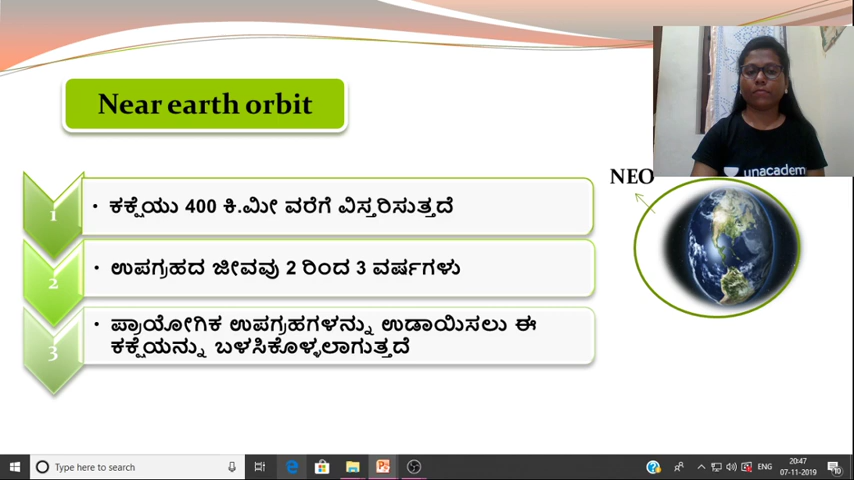 Near earth orbit
NEO
unacadem
1
• ಕಕ್ಷೆಯು 400 ಕಿ.ಮೀ ವರೆಗೆ ವಿಸ್ತರಿಸುತ್ತದೆ
2
• ಉಪಗ್ರಹದ ಜೀವವು 2 ರಿಂದ 3 ವರ್ಷಗಳು
3
• ಪ್ರಾಯೋಗಿಕ ಉಪಗ್ರಹಗಳನ್ನು ಉಡಾಯಿಸಲು ಈ
ಕಕ್ಷೆಯನ್ನು ಬಳಸಿಕೊಳ್ಳಲಾಗುತ್ತದೆ
Type here to search
ENG
20:47
07-11-2019
10